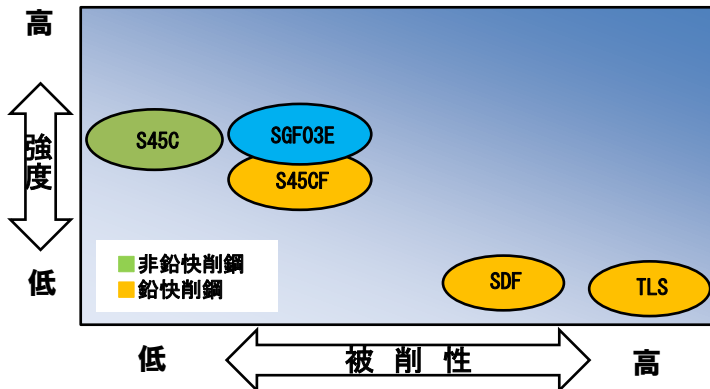 高
強度
低
S45C
SGF03E
S45CF
SDF
TLS
非鉛快削鋼
鉛快削鋼
低
被削性
高